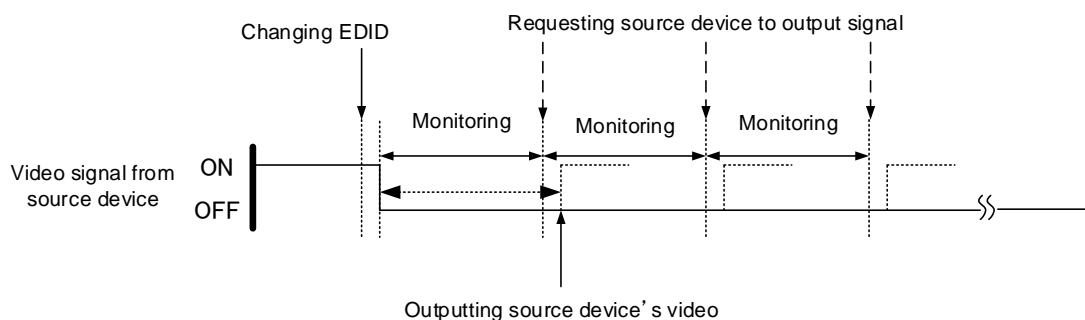 Requesting source device to output signal
Changing EDID
Monitoring
Monitoring
Monitoring
Video signal from
source device
ON
OFF
Outputting source device’s video